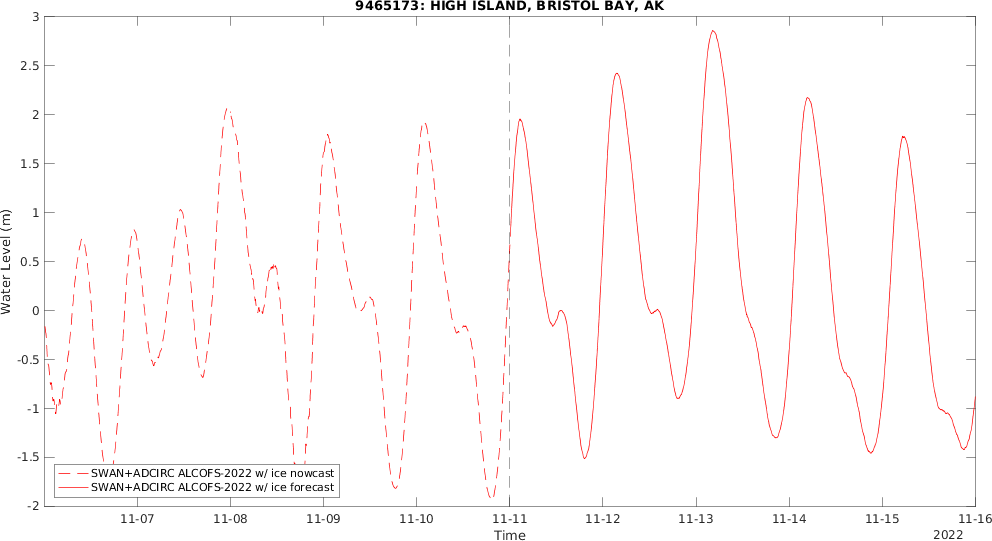 9465173: HIGH ISLAND, BRISTOL BAY, AK
Water Level (m)
3
2.5
2
1.5
1
0.5
0
-0.5
-1
-1.5
-2
SWAN+ADCIRC ALCOFS-2022 w/ ice nowcast
SWAN+ADCIRC ALCOFS-2022 w/ ice forecast
11-07 11-08 11-09 11-10 11-11 11-12 11-13 11-14 11-15 11-16
Time
2022